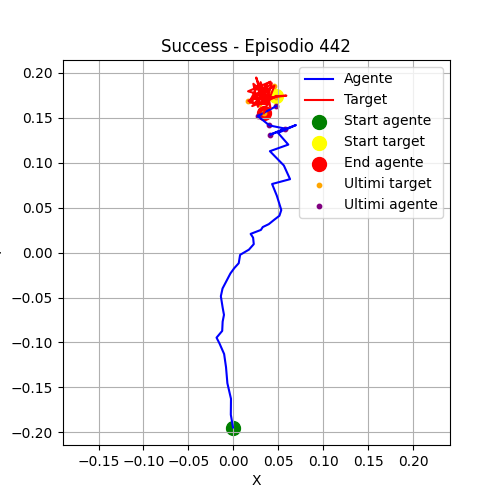 Success - Episodio 442
Agente
Target
Start agente
Start target
End agente
Ultimi target
Ultimi agente
0.20
0.15
0.10
0.05
0.00
−0.05
−0.10
−0.15
−0.20
−0.15 −0.10 −0.05 0.00 0.05 0.10 0.15 0.20
X